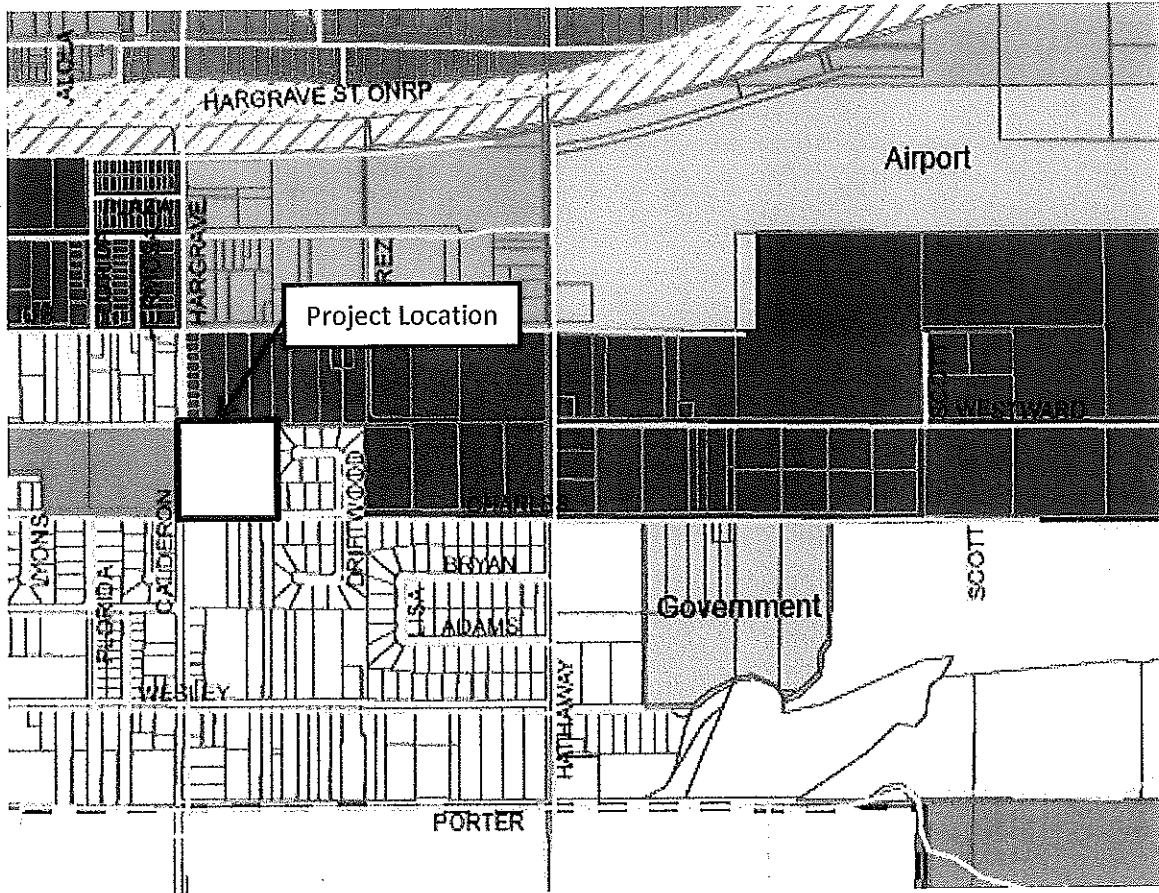 HARGRAVE ST ONRP
Airport
HARGRAVE
Project Location
WESTWARD
CHARLES
DRIFTWOOD
CALDERON
BRYAN
SCOTT
FLORIDA
LISA
Government
ADAMS
WESLEY
HATHAWAY
PORTER